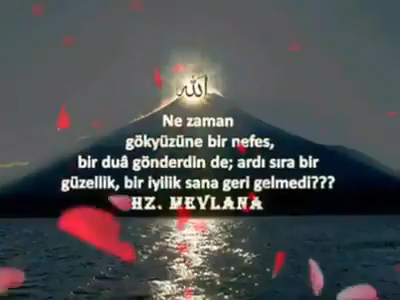 الله
Ne zaman
gökyüzüne bir nefes,
bir duâ gönderdin de; ardı sıra bir
güzellik, bir iyilik sana geri gelmedi???
HZ. MEVLANA